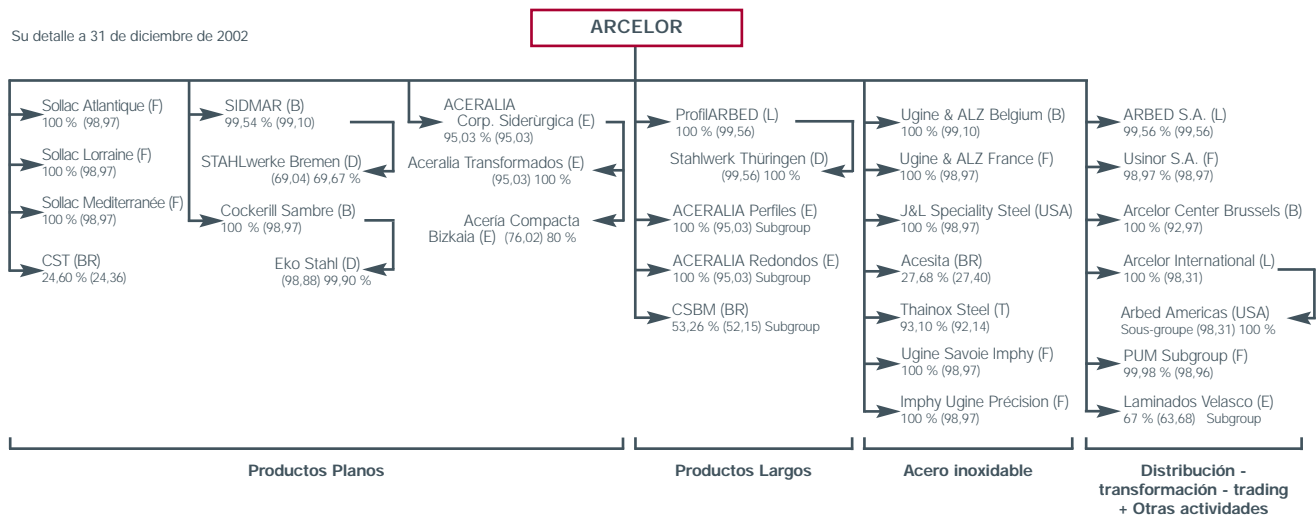 ARCELOR
Su detalle a 31 de diciembre de 2002
Sollac Atlantique (F)
100 % (98,97)
Sollac Lorraine (F)
100 % (98,97)
Sollac Mediterranée (F)
100 % (98,97)
CST (BR)
24,60 % (24,36)
SIDMAR (B)
99,54 % (99,10)
STAHLwerke Bremen (D)
(69,04) 69,67 %
Cockerill Sambre (B)
100 % (98,97)
Eko Stahl (D)
(98,88) 99,90 %
ACERALIA
Corp. Siderùrgica (E)
95,03 % (95,03)
Aceralia Transformados (E)
(95,03) 100 %
Acería Compacta
Bizkaia (E) (76,02) 80 %
ProfilARBED (L)
100 % (99,56)
Stahlwerk Thüringen (D)
(99,56) 100 %
ACERALIA Perfiles (E)
100 % (95,03) Subgroup
ACERALIA Redondos (E)
100 % (95,03) Subgroup
CSBM (BR)
53,26 % (52,15) Subgroup
Ugine & ALZ Belgium (B)
100 % (99,10)
Ugine & ALZ France (F)
100 % (98,97)
J&L Speciality Steel (USA)
100 % (98,97)
Acesita (BR)
27,68 % (27,40)
Thainox Steel (T)
93,10 % (92,14)
Ugine Savoie Imphy (F)
100 % (98,97)
Imphy Ugine Précision (F)
100 % (98,97)
ARBED S.A. (L)
99,56 % (99,56)
Usinor S.A. (F)
98,97 % (98,97)
Arcelor Center Brussels (B)
100 % (92,97)
Arcelor International (L)
100 % (98,31)
Arbed Americas (USA)
Sous-groupe (98,31) 100 %
PUM Subgroup (F)
99,98 % (98,96)
Laminados Velasco (E)
67 % (63,68) Subgroup
Productos Planos
Productos Largos
Acero inoxidable
Distribución -
transformación - trading
+ Otras actividades